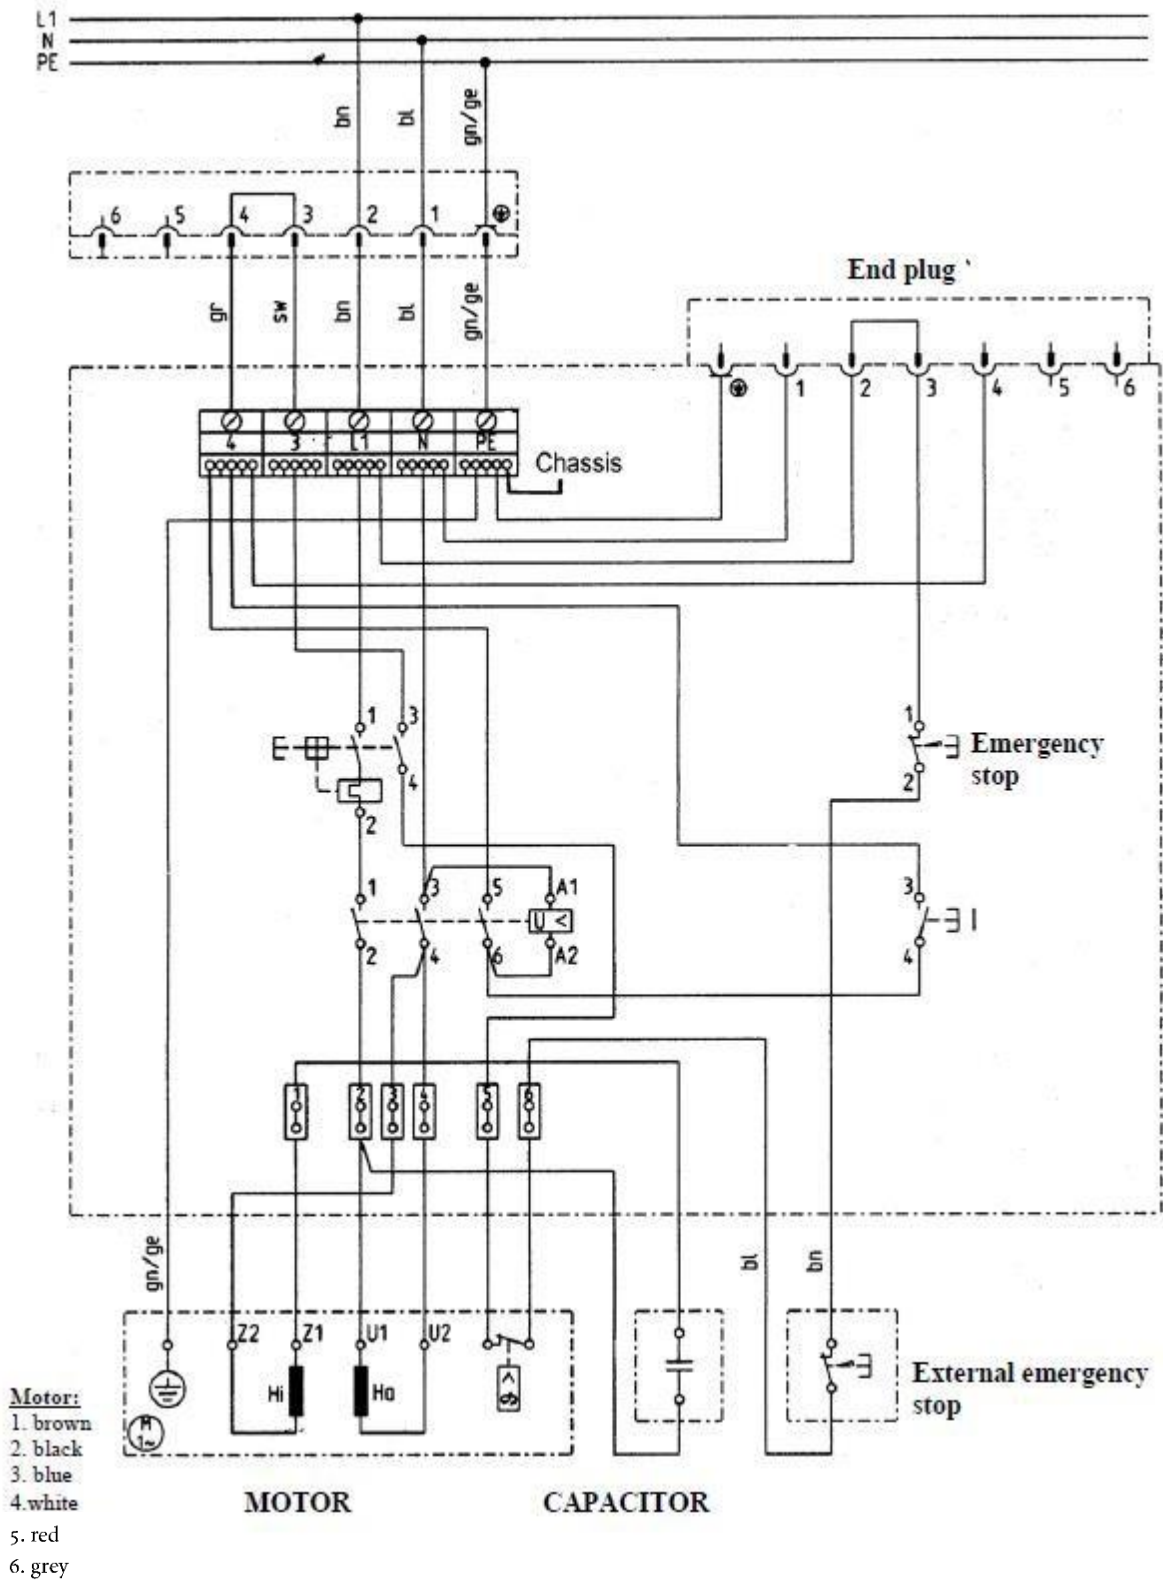 L1
N
PE
bn
bl
gn/ge
6 5 4 3 2 1
gr
sw
bn
bl
gn/ge
End plug
1 2 3 4 5 6
4 3 L1 N PE
Chassis
1 3
4
2
1
Emergency
stop
2
1 3 5 A1
U <
2 4 6 A2
3
4
1 2 3 4 5 6
gn/ge
bl
bn
Z2 Z1 U1 U2
Hi
Ha
M
1~
External emergency
stop
Motor:
1. brown
2. black
3. blue
4.white
5. red
6. grey
MOTOR
CAPACITOR